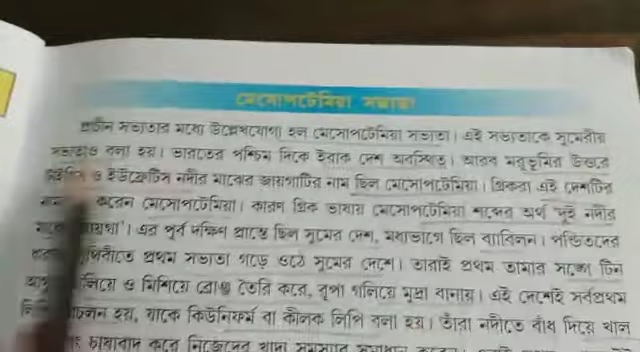 মেসোপটেমিয়া সভ্যতা
প্রাচীন সভ্যতার মধ্যে উল্লেখযোগ্য হল মেসোপটেমিয়া সভ্যতা। এই সভ্যতাকে সুমেরীয়
সভ্যতাও বলা হয়। ভারতের পশ্চিম দিকে ইরাক দেশ অবস্থিত। আরব মরুভূমির উত্তরে
ও ইউফ্রেটিস নদীর মাঝের জায়গাটির নাম ছিল মেসোপটেমিয়া। গ্রিকরা এই দেশটির
করেন মেসোপটেমিয়া। কারণ গ্রিক ভাষায় মেসোপটেমিয়া শব্দের অর্থ 'দুই নদীর
এর পূর্ব দক্ষিণ প্রান্তে ছিল সুমের দেশ, মধ্যভাগে ছিল ব্যাবিলন। পণ্ডিতদের
প্রথম সভ্যতা গড়ে ওঠে সুমের দেশে। তারাই প্রথম তামার সঙ্গে টিন
ও মিশিয়ে ব্রোঞ্জ তৈরি করে, রূপা গলিয়ে মুদ্রা বানায়। এই দেশেই সর্বপ্রথম
হয়, যাকে কিউনিফর্ম বা কীলক লিপি বলা হয়। তাঁরা নদীতে বাঁধ দিয়ে খাল
চাষাবাদ করে নিজেদের খাদ্য সমস্যার